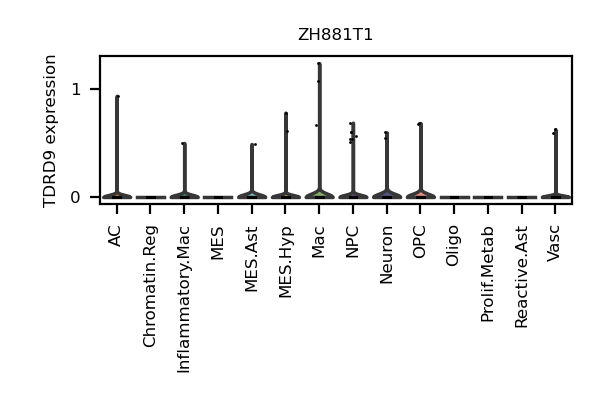 ZH881T1
TDRD9 expression
1
0
AC
Chromatin.Reg
Inflammatory.Mac
MES
MES.Ast
MES.Hyp
Mac
NPC
Neuron
OPC
Oligo
Prolif.Metab
Reactive.Ast
Vasc